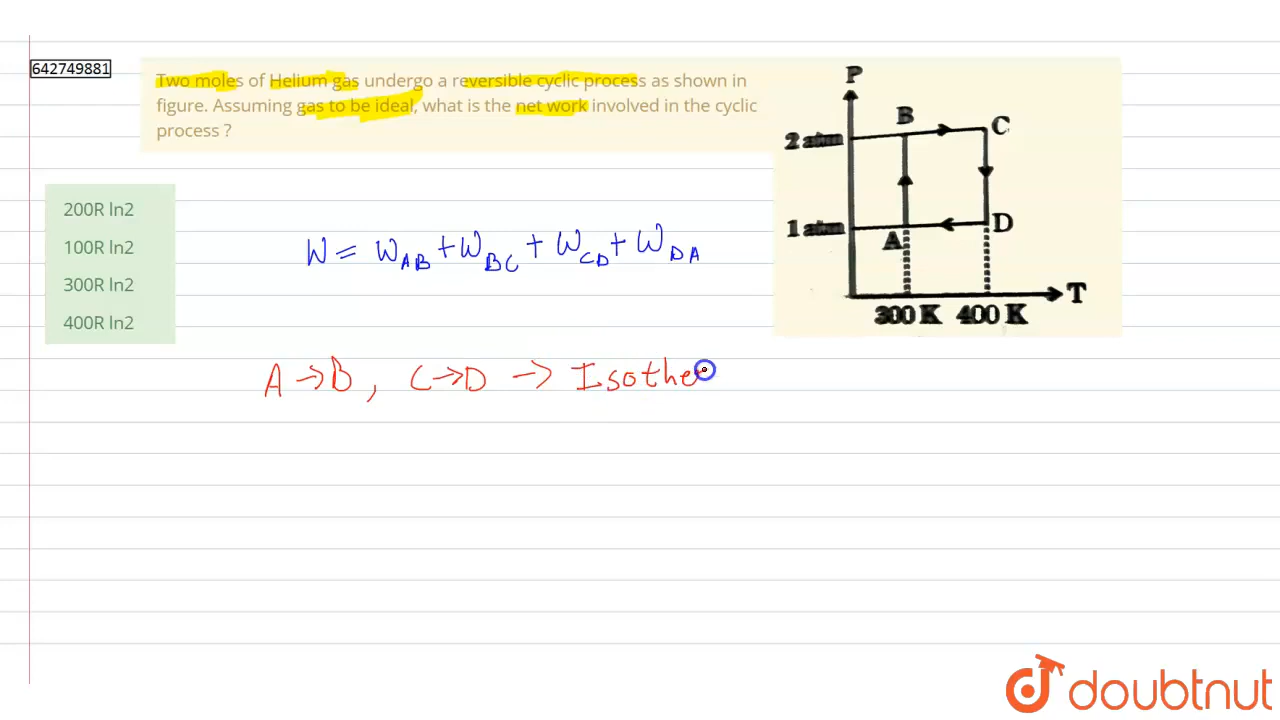 642749881
Two moles of Helium gas undergo a reversible cyclic process as shown in
figure. Assuming gas to be ideal, what is the net work involved in the cyclic
process ?
200R ln2
100R ln2
300R ln2
400R ln2
W = W_AB + W_BC + W_CD + W_DA
A → B , C → D → Isother
P
B
C
2 atm
1 atm
A
D
T
300 K 400 K
doubtnut